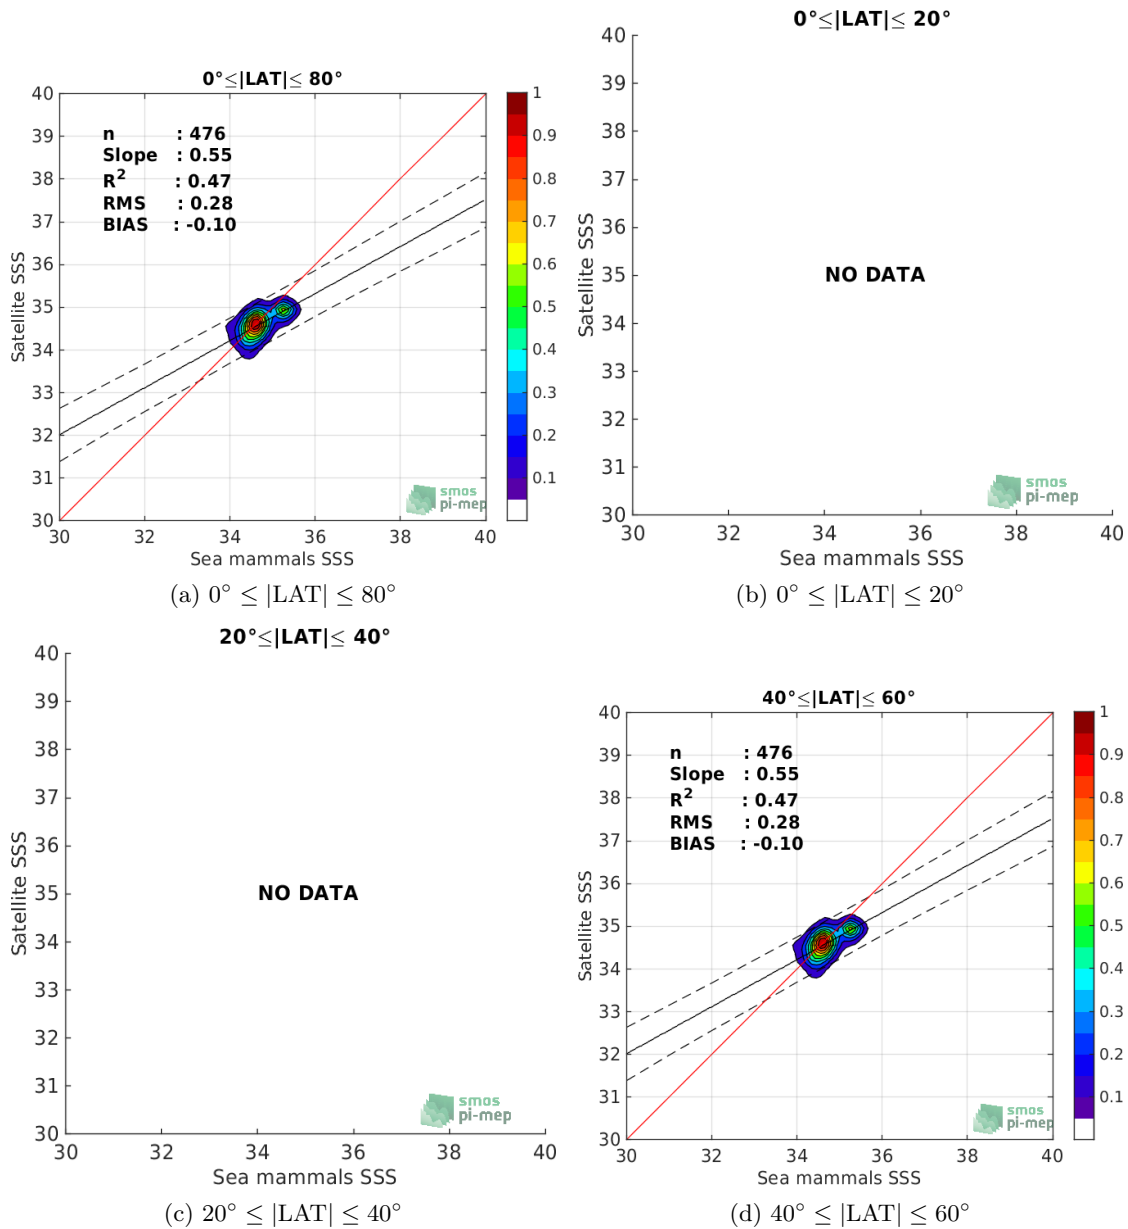 0°≤|LAT|≤ 80°
40
39
38
37
36
35
34
33
32
31
30
n : 476
Slope : 0.55
R² : 0.47
RMS : 0.28
BIAS : -0.10
Satellite SSS
smos
pi-mep
30 32 34 36 38 40
Sea mammals SSS
1
0.9
0.8
0.7
0.6
0.5
0.4
0.3
0.2
0.1
(a) 0° ≤ |LAT| ≤ 80°
0°≤|LAT|≤ 20°
40
39
38
37
36
35
34
33
32
31
30
Satellite SSS
NO DATA
smos
pi-mep
30 32 34 36 38 40
Sea mammals SSS
(b) 0° ≤ |LAT| ≤ 20°
20°≤|LAT|≤ 40°
40
39
38
37
36
35
34
33
32
31
30
Satellite SSS
NO DATA
smos
pi-mep
30 32 34 36 38 40
Sea mammals SSS
(c) 20° ≤ |LAT| ≤ 40°
40°≤|LAT|≤ 60°
40
39
38
37
36
35
34
33
32
31
30
n : 476
Slope : 0.55
R² : 0.47
RMS : 0.28
BIAS : -0.10
Satellite SSS
smos
pi-mep
30 32 34 36 38 40
Sea mammals SSS
1
0.9
0.8
0.7
0.6
0.5
0.4
0.3
0.2
0.1
(d) 40° ≤ |LAT| ≤ 60°